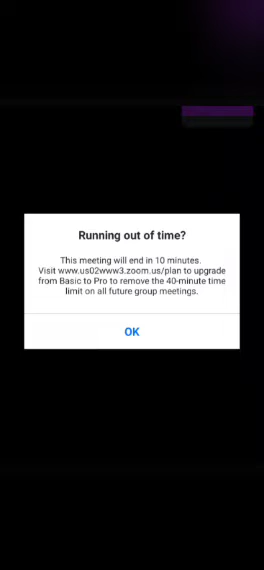 Running out of time?
This meeting will end in 10 minutes.
Visit www.us02www3.zoom.us/plan to upgrade
from Basic to Pro to remove the 40-minute time
limit on all future group meetings.
OK